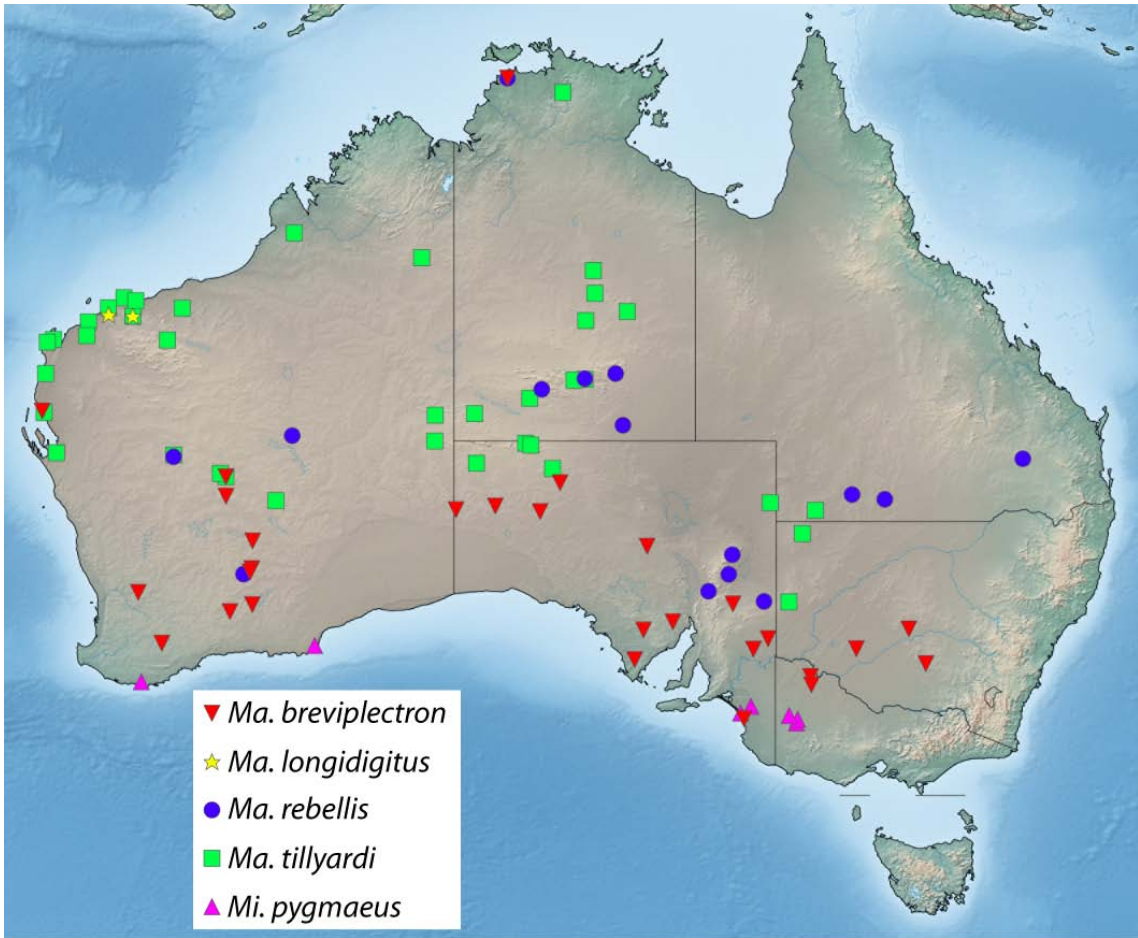 Ma. breviplectron
Ma. longidigitus
Ma. rebellis
Ma. tillyardi
Mi. pygmaeus